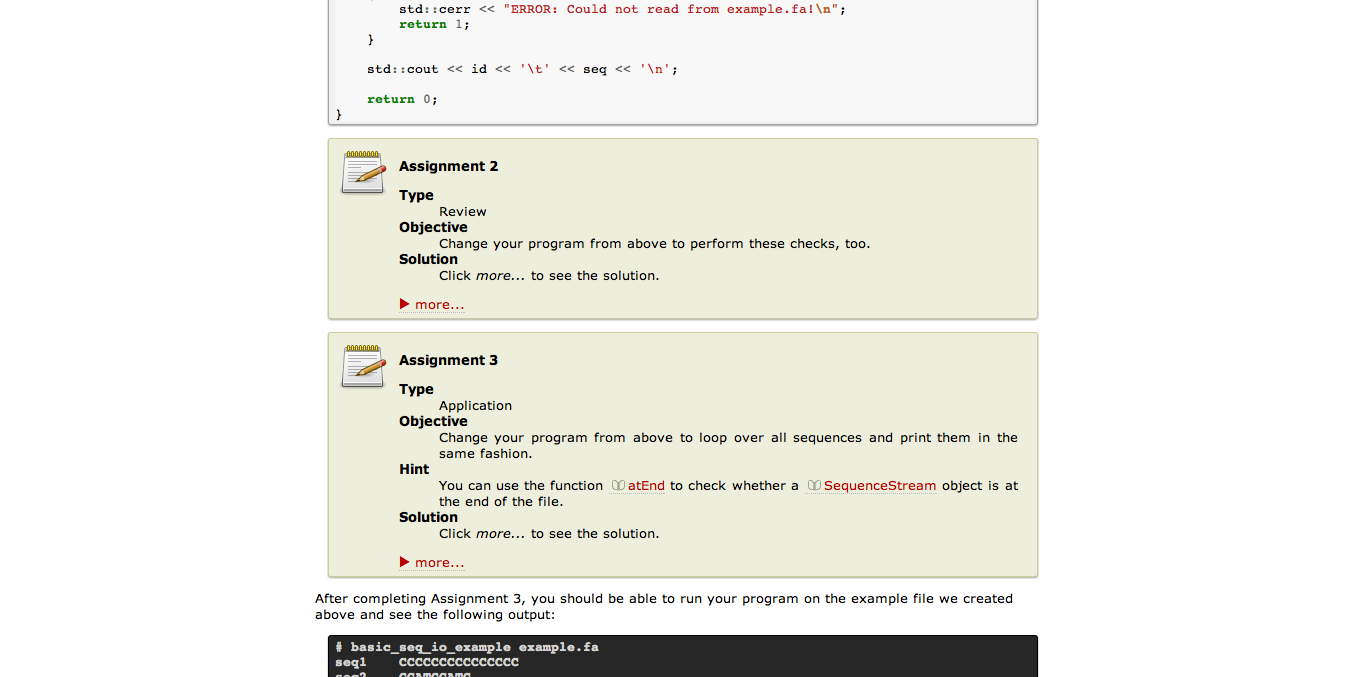 std::cerr << "ERROR: Could not read from example.fa!\n";
return 1;
}
std::cout << id << '\t' << seq << '\n';
return 0;
}
Assignment 2
Type
Review
Objective
Change your program from above to perform these checks, too.
Solution
Click more... to see the solution.
more...
Assignment 3
Type
Application
Objective
Change your program from above to loop over all sequences and print them in the
same fashion.
Hint
You can use the function atEnd to check whether a SequenceStream object is at
the end of the file.
Solution
Click more... to see the solution.
more...
After completing Assignment 3, you should be able to run your program on the example file we created
above and see the following output:
# basic_seq_io_example example.fa
seq1 CCCCCCCCCCCCCCC